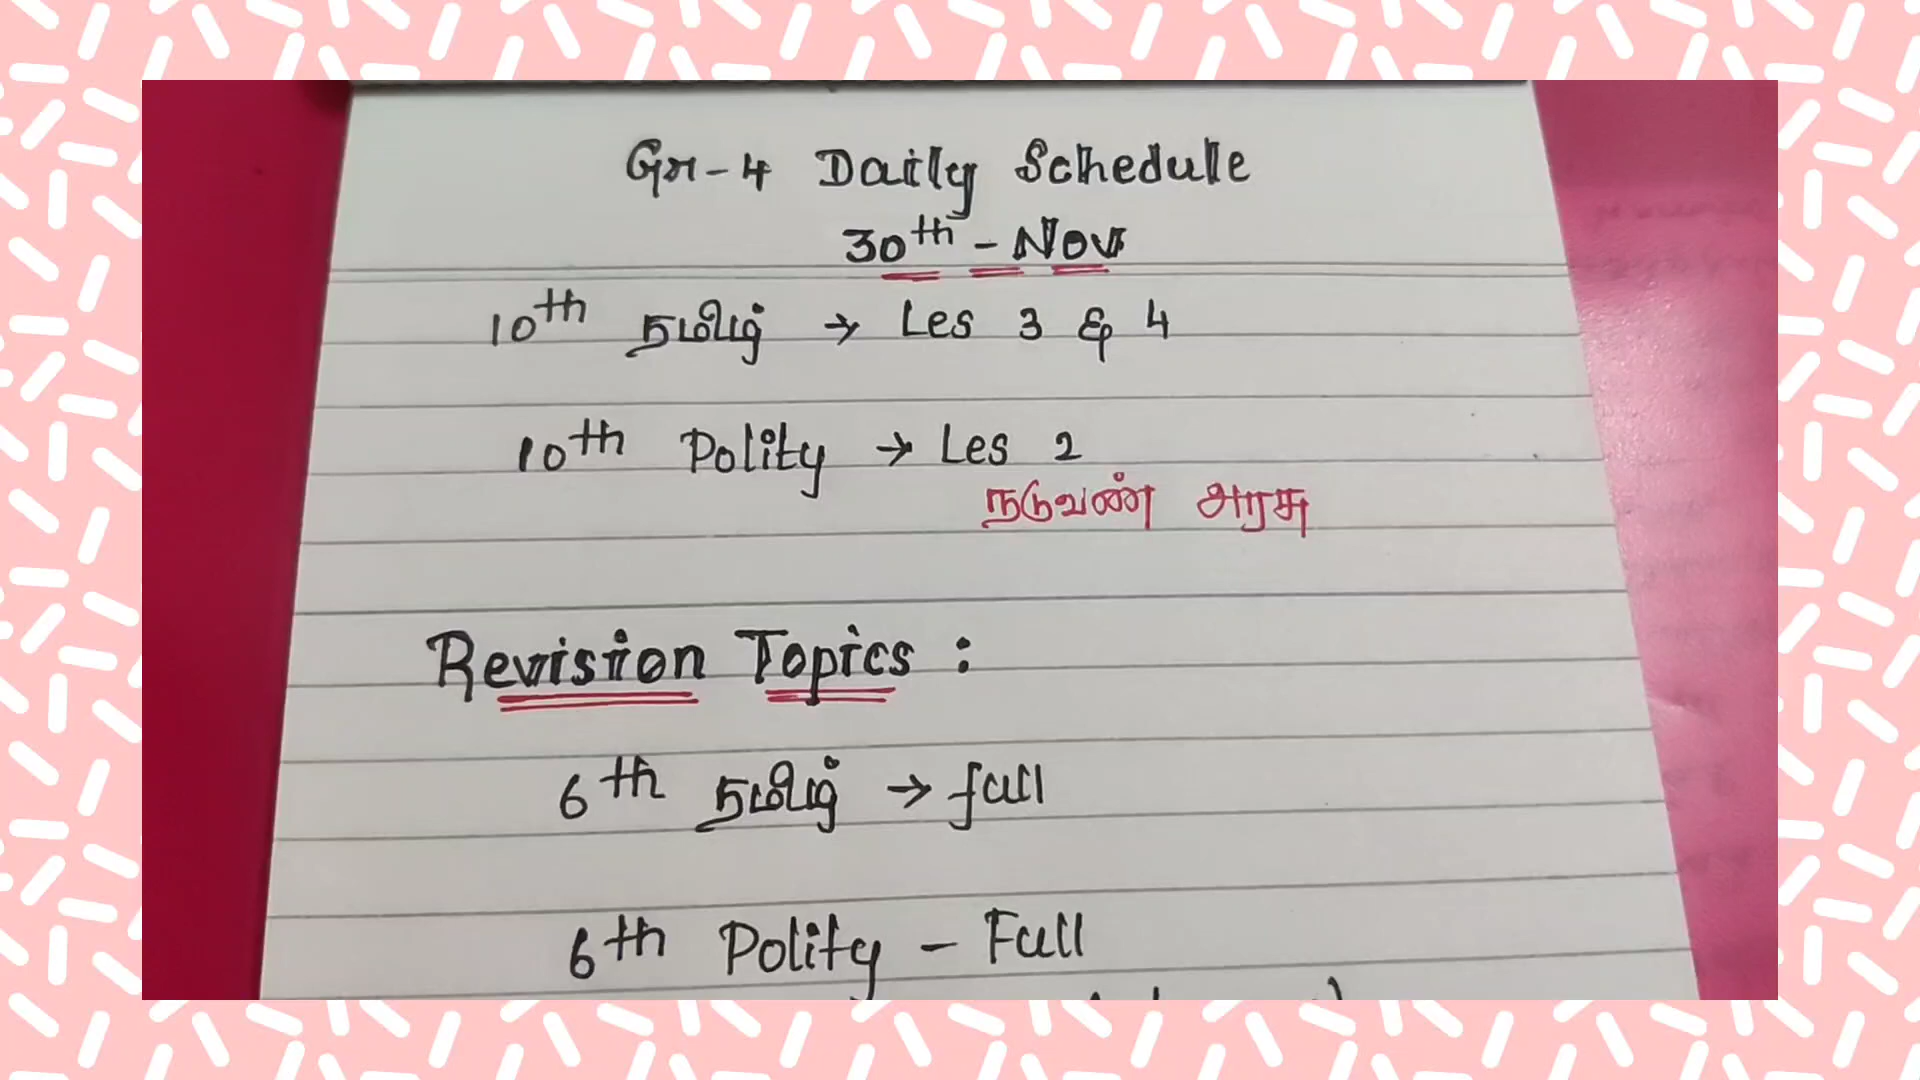 Gr-4 Daily Schedule
30th - Nov
10th தமிழ் → Les 3 & 4
10th Polity → Les 2
நடுவண் அரசு
Revision Topics :
6th தமிழ் → full
6th Polity - Full